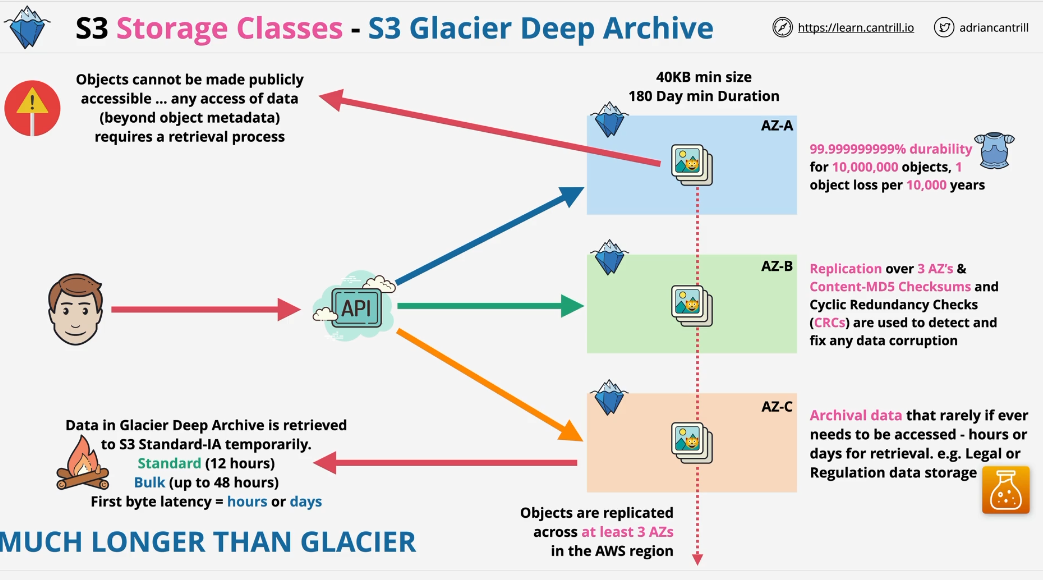 S3 Storage Classes - S3 Glacier Deep Archive
https://learn.cantrill.io
adriancantrill
Objects cannot be made publicly
accessible ... any access of data
(beyond object metadata)
requires a retrieval process
40KB min size
180 Day min Duration
AZ-A
99.999999999% durability
for 10,000,000 objects, 1
object loss per 10,000 years
API
AZ-B
Replication over 3 AZ's &
Content-MD5 Checksums and
Cyclic Redundancy Checks
(CRCs) are used to detect and
fix any data corruption
AZ-C
Archival data that rarely if ever
needs to be accessed - hours or
days for retrieval. e.g. Legal or
Regulation data storage
Data in Glacier Deep Archive is retrieved
to S3 Standard-IA temporarily.
Standard (12 hours)
Bulk (up to 48 hours)
First byte latency = hours or days
Objects are replicated
across at least 3 AZs
in the AWS region
MUCH LONGER THAN GLACIER